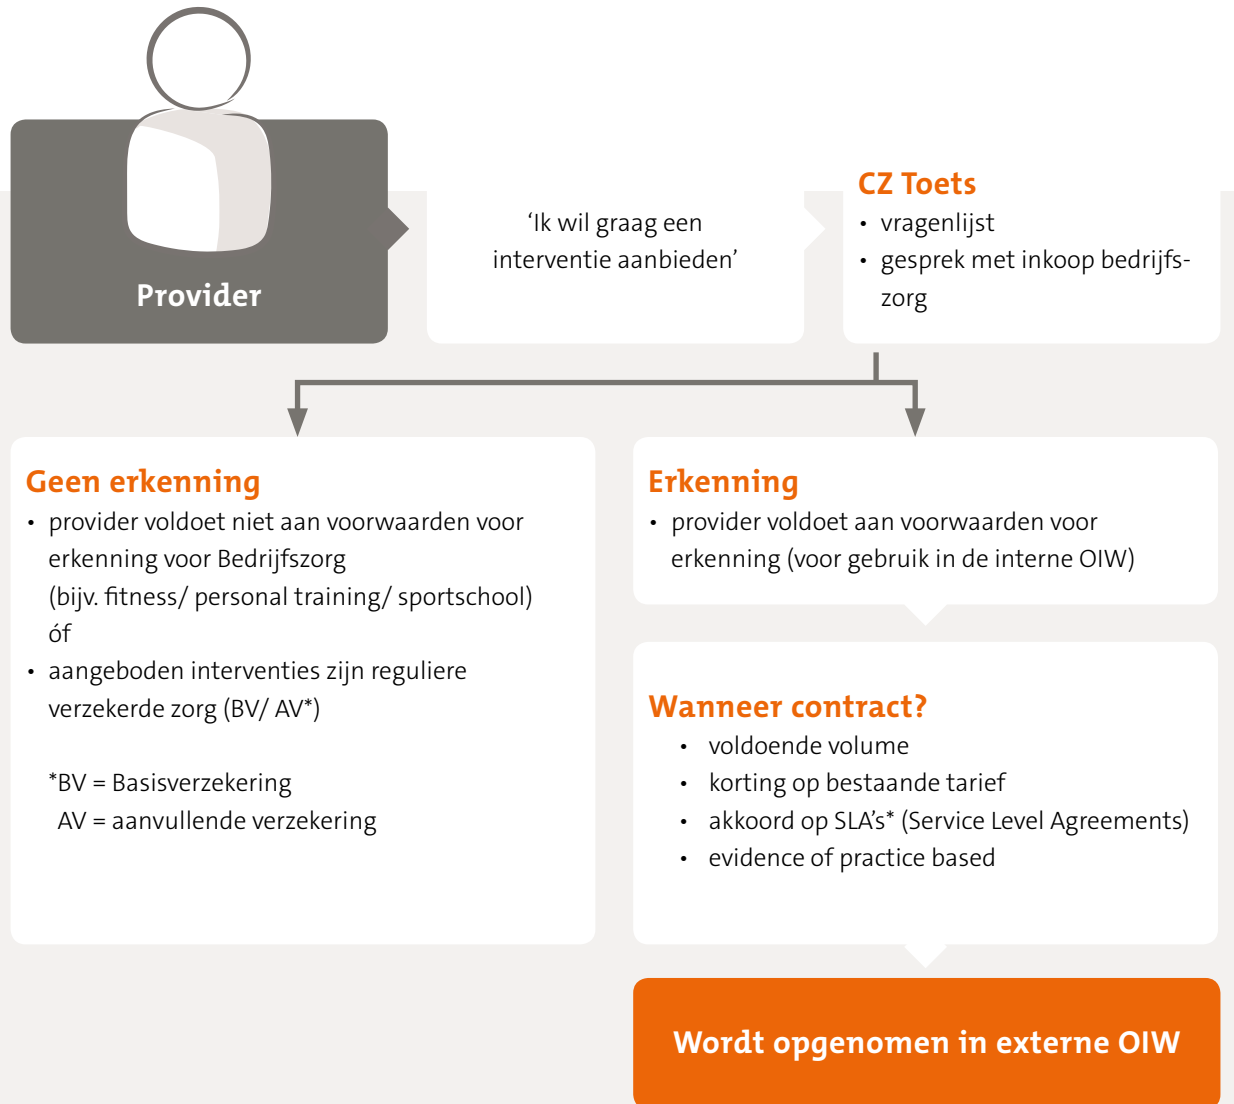 Provider
‘Ik wil graag een
interventie aanbieden’
CZ Toets
• vragenlijst
• gesprek met inkoop bedrijfs-
zorg
Geen erkenning
• provider voldoet niet aan voorwaarden voor
erkenning voor Bedrijfszorg
(bijv. fitness/ personal training/ sportschool)
óf
• aangeboden interventies zijn reguliere
verzekerde zorg (BV/ AV*)
*BV = Basisverzekering
AV = aanvullende verzekering
Erkenning
• provider voldoet aan voorwaarden voor
erkenning (voor gebruik in de interne OIW)
Wanneer contract?
• voldoende volume
• korting op bestaande tarief
• akkoord op SLA’s* (Service Level Agreements)
• evidence of practice based
Wordt opgenomen in externe OIW